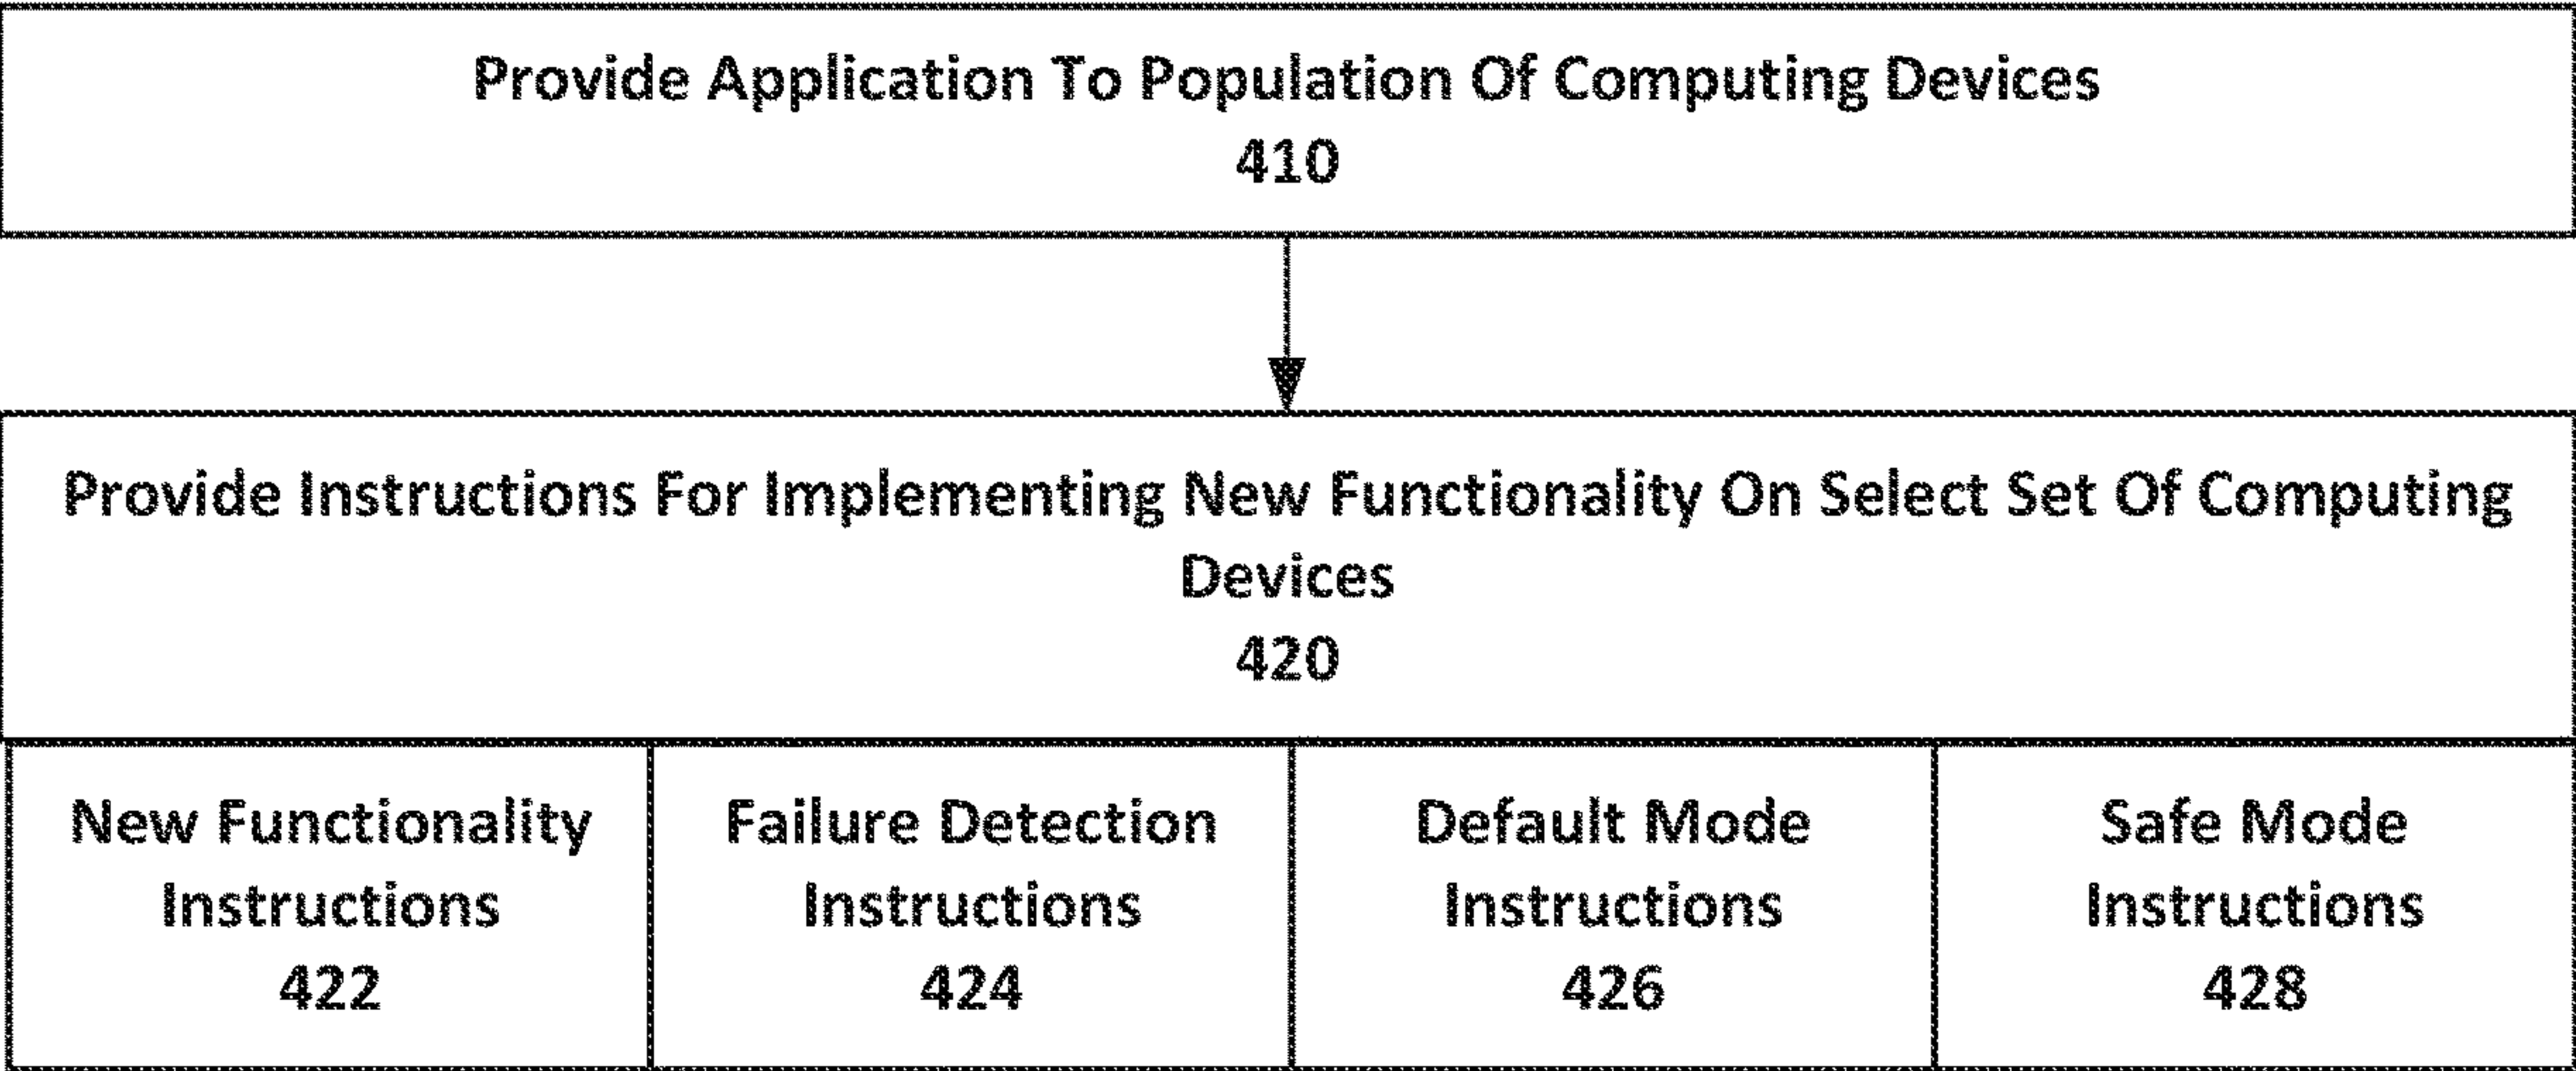 Provide Application To Population Of Computing Devices
410
Provide Instructions For Implementing New Functionality On Select Set Of Computing
Devices
420
New Functionality
Instructions
422
Failure Detection
Instructions
424
Default Mode
Instructions
426
Safe Mode
Instructions
428